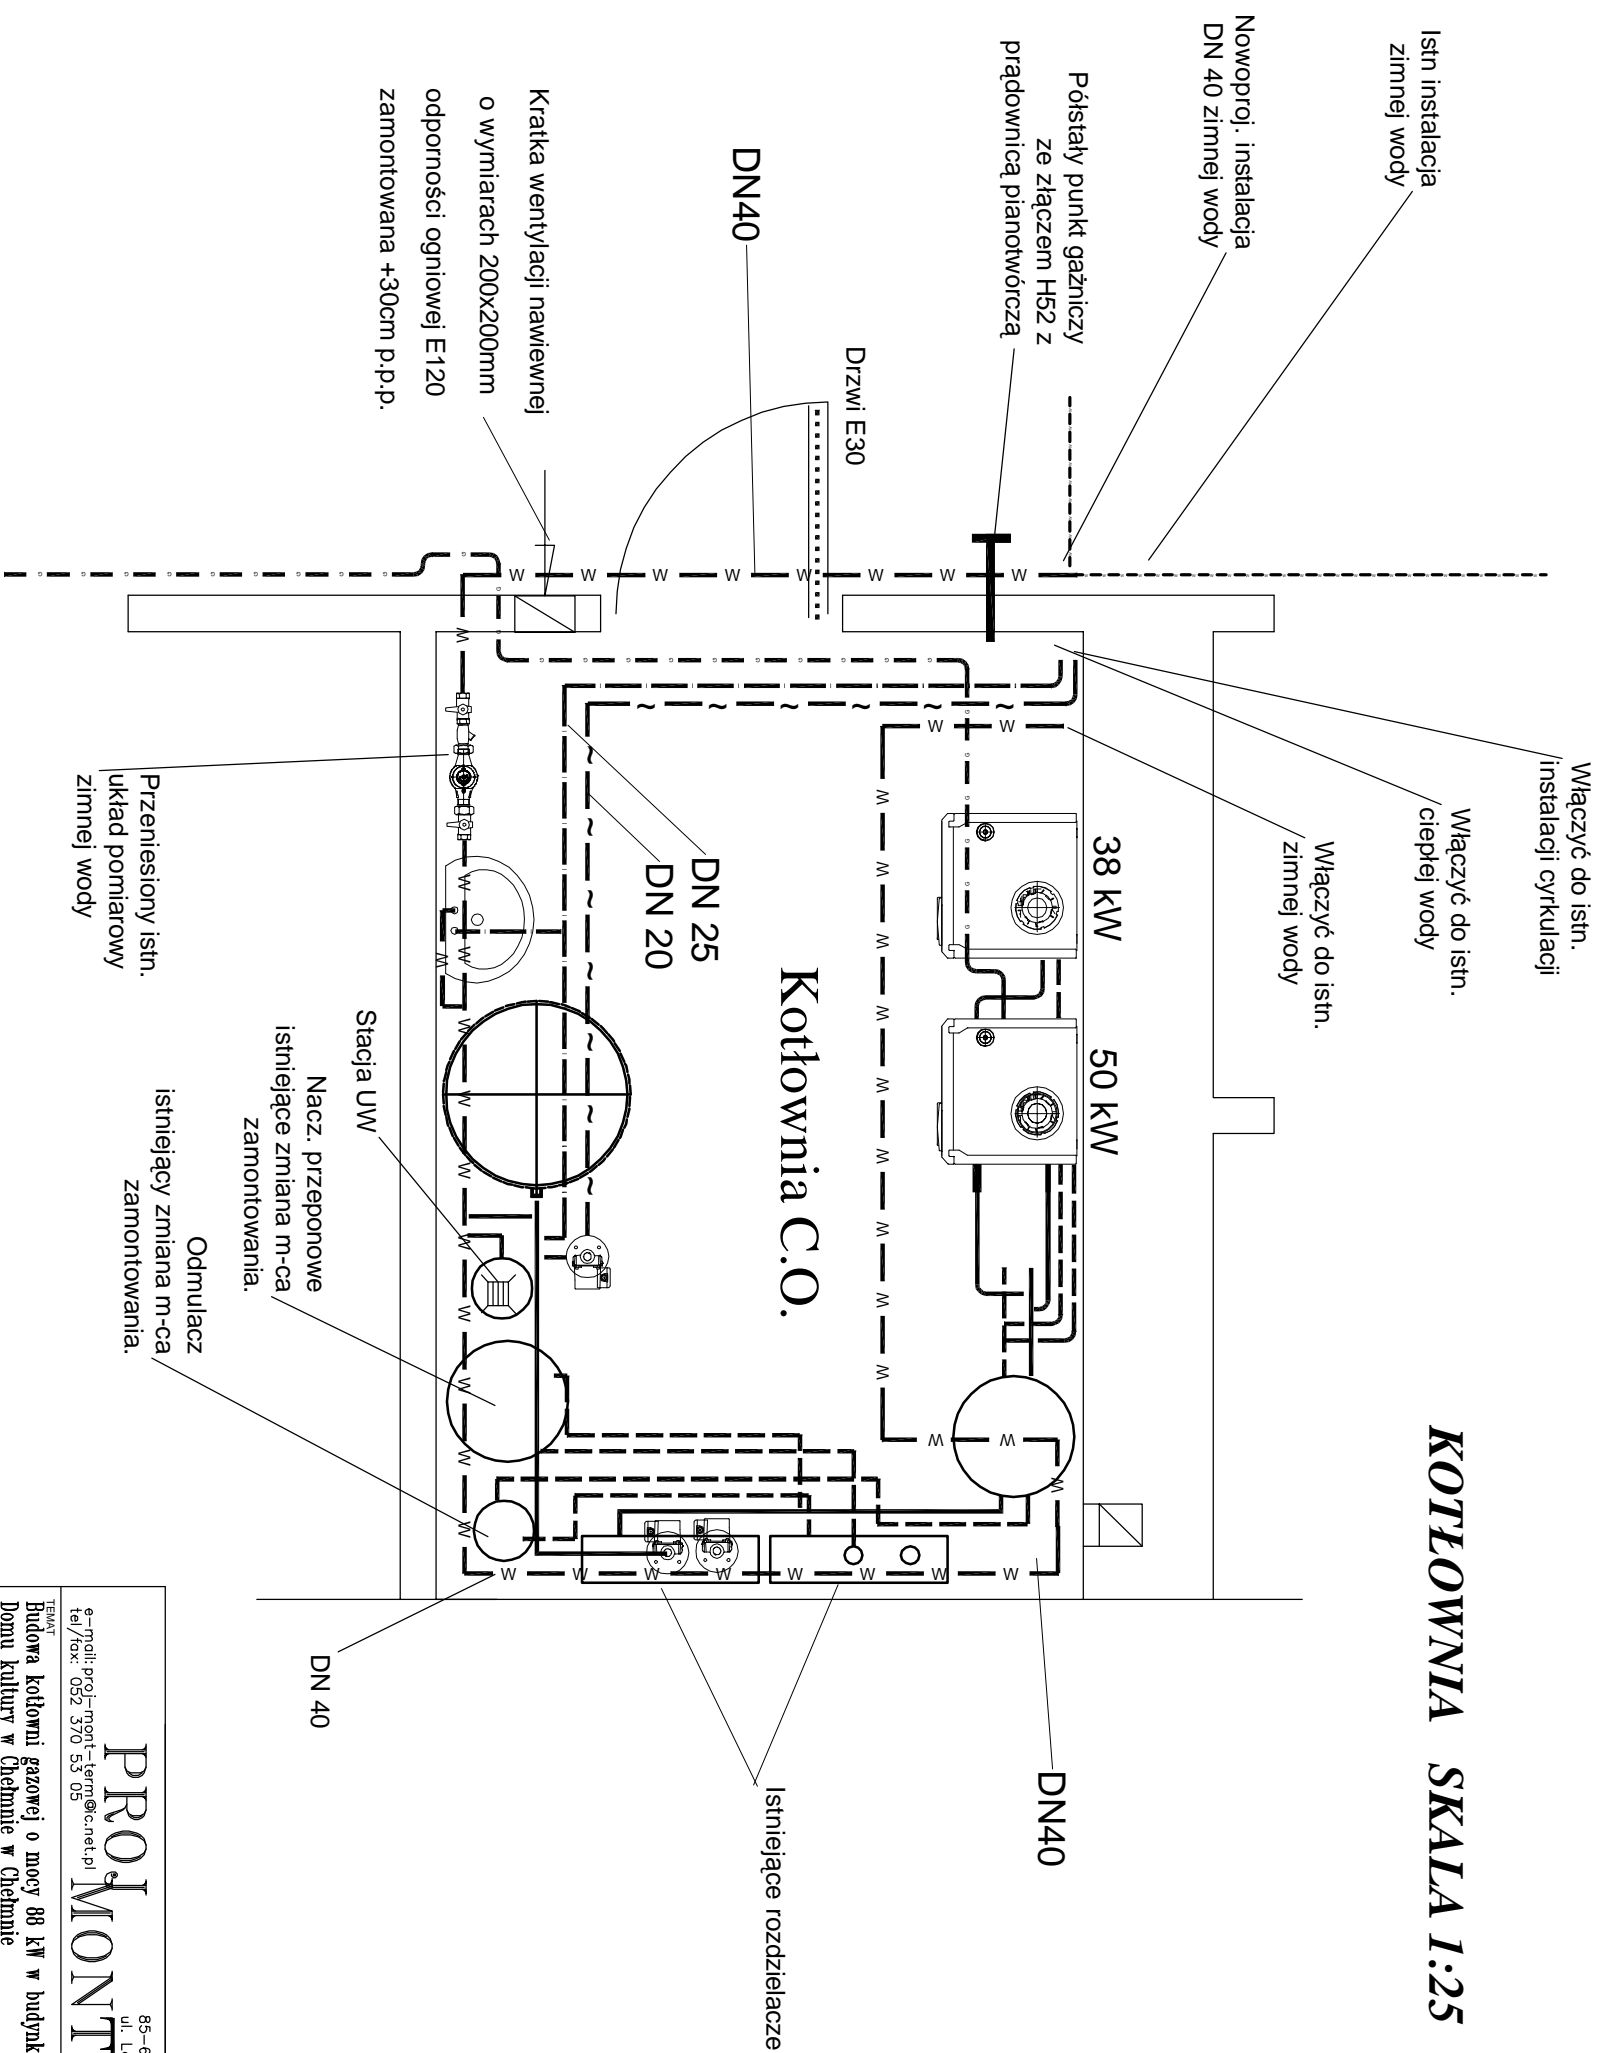 KOTŁOWNIA SKALA 1:25
Włączyć do istn.
instalacji cyrkulacji
Włączyć do istn.
ciepłej wody
Włączyć do istn.
zimnej wody
Istn instalacja
zimnej wody
Nowoproj. instalacja
DN 40 zimnej wody
Półstały punkt gaźniczy
ze złączem H52 z
prądownicą pianotwórczą
38 kW
50 kW
DN40
Drzwi E30
DN40
Kotłownia C.O.
Istniejące rozdzielacze
DN 25
DN 20
Kratka wentylacji nawiewnej
o wymiarach 200x200mm
odporności ogniowej E120
zamontowana +30cm p.p.p.
Stacja UW
Nacz. przeponowe
istniejące zmiana m-ca
zamontowania.
DN 40
Odmulacz
istniejący zmiana m-ca
zamontowania.
Przeniesiony istn.
układ pomiarowy
zimnej wody
W W W W W W W W
PROJ MONT
e-mail: proj-mont-term@lc.net.pl
tel/fax: 052 370 53 05
85-6
ul.
TEMAT
Budowa kotłowni gazowej o mocy 88 kW w budynk
Domu kultury w Chełmnie w Chełmnie